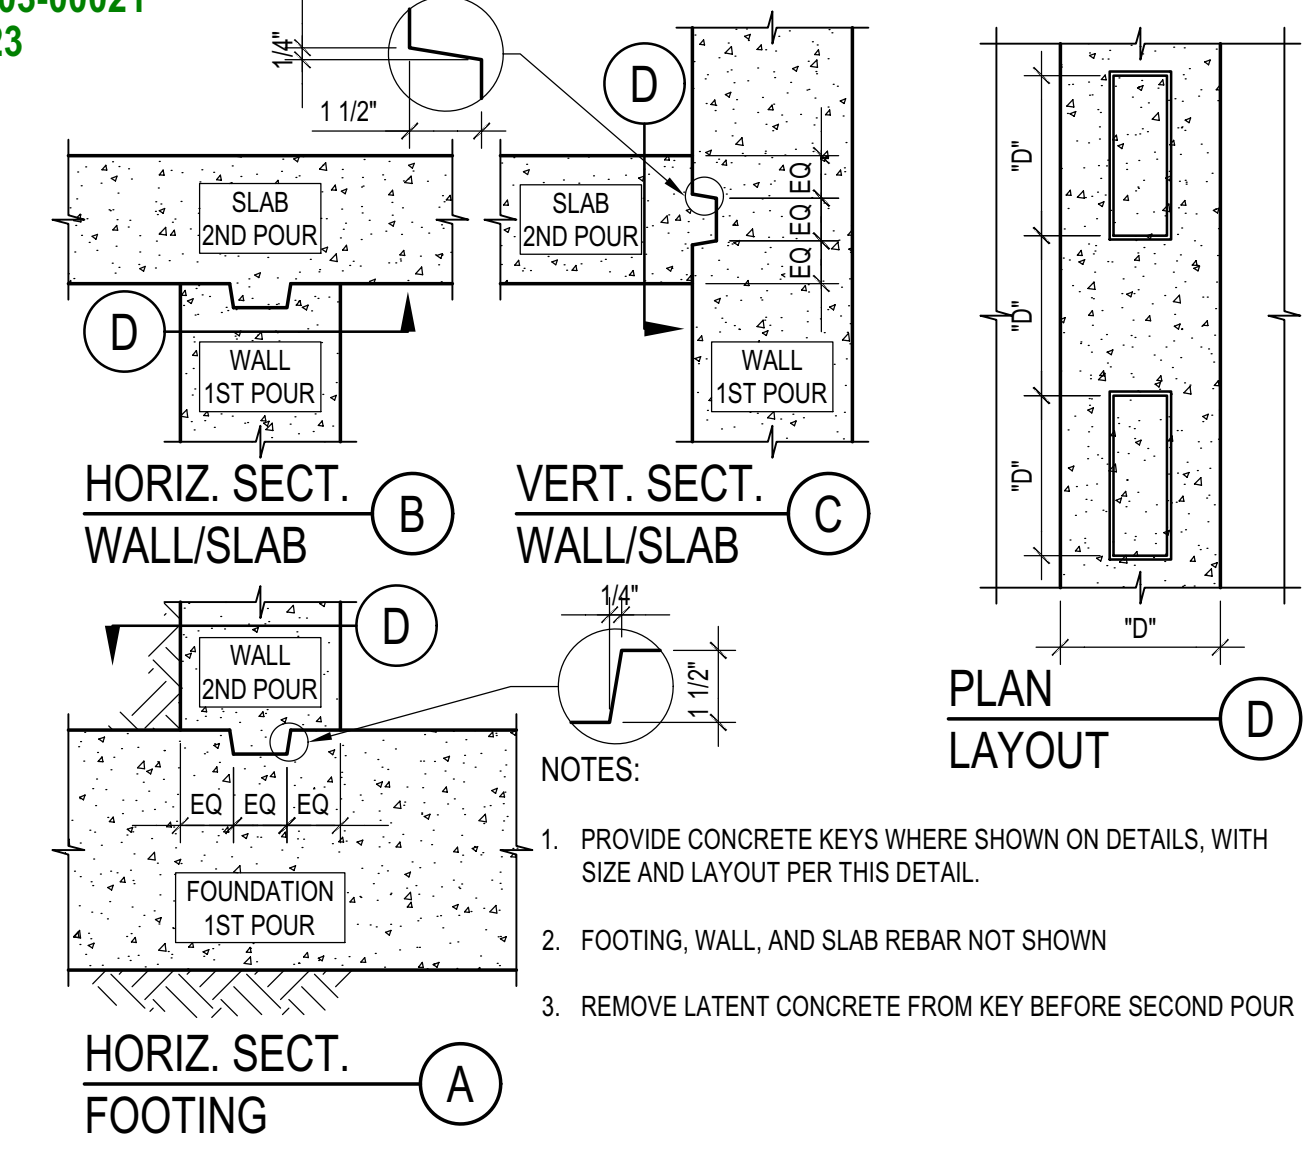 23
1/4"
1 1/2"
D
SLAB
2ND POUR
D
WALL
1ST POUR
HORIZ. SECT.
WALL/SLAB
B
SLAB
2ND POUR
EQ
EQ
EQ
WALL
1ST POUR
VERT. SECT.
WALL/SLAB
C
"D"
"D"
"D"
"D"
PLAN
LAYOUT
D
D
WALL
2ND POUR
1/4"
1 1/2"
EQ EQ EQ
FOUNDATION
1ST POUR
HORIZ. SECT.
FOOTING
A
NOTES:
1. PROVIDE CONCRETE KEYS WHERE SHOWN ON DETAILS, WITH
SIZE AND LAYOUT PER THIS DETAIL.
2. FOOTING, WALL, AND SLAB REBAR NOT SHOWN
3. REMOVE LATENT CONCRETE FROM KEY BEFORE SECOND POUR